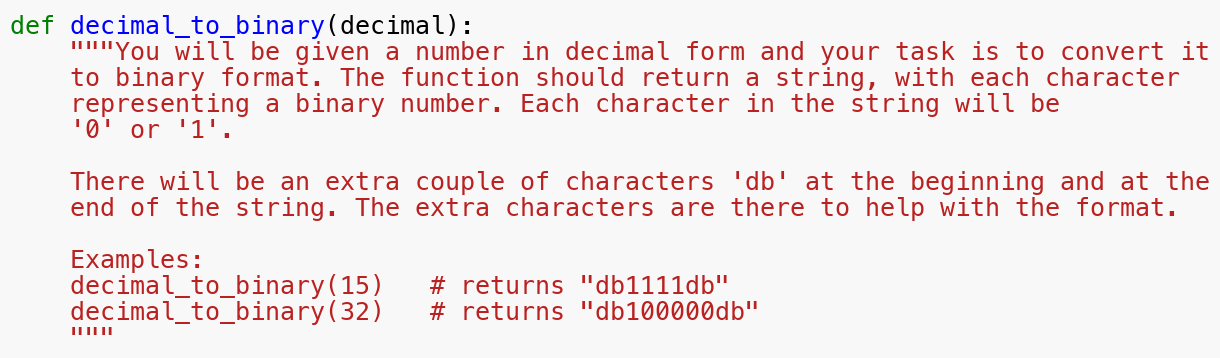 def decimal_to_binary(decimal):
    """You will be given a number in decimal form and your task is to convert it
    to binary format. The function should return a string, with each character
    representing a binary number. Each character in the string will be
    '0' or '1'.

    There will be an extra couple of characters 'db' at the beginning and at the
    end of the string. The extra characters are there to help with the format.

    Examples:
    decimal_to_binary(15)   # returns "db1111db"
    decimal_to_binary(32)   # returns "db100000db"
    """